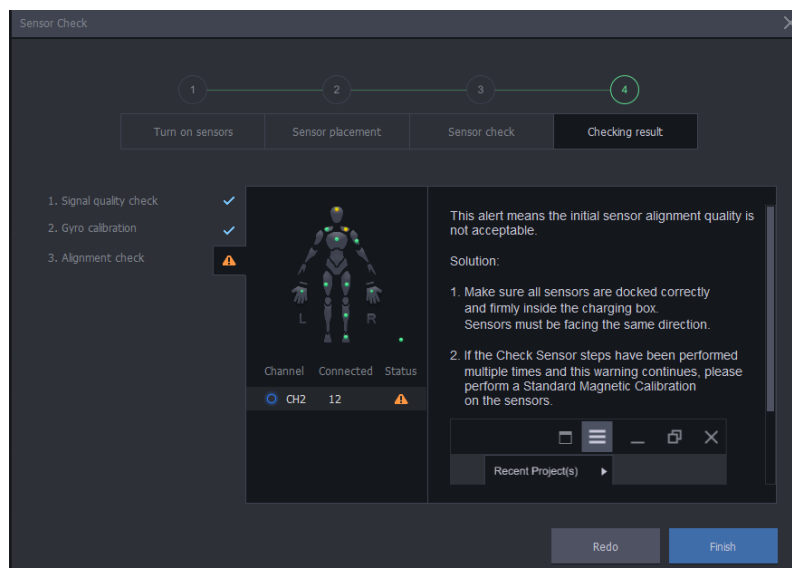 Sensor Check
1
2
3
4
Turn on sensors
Sensor placement
Sensor check
Checking result
1. Signal quality check
2. Gyro calibration
3. Alignment check
L
R
Channel
Connected
Status
CH2
12
This alert means the initial sensor alignment quality is
not acceptable.
Solution:
1. Make sure all sensors are docked correctly
and firmly inside the charging box.
Sensors must be facing the same direction.
2. If the Check Sensor steps have been performed
multiple times and this warning continues, please
perform a Standard Magnetic Calibration
on the sensors.
Recent Project(s)
Redo
Finish